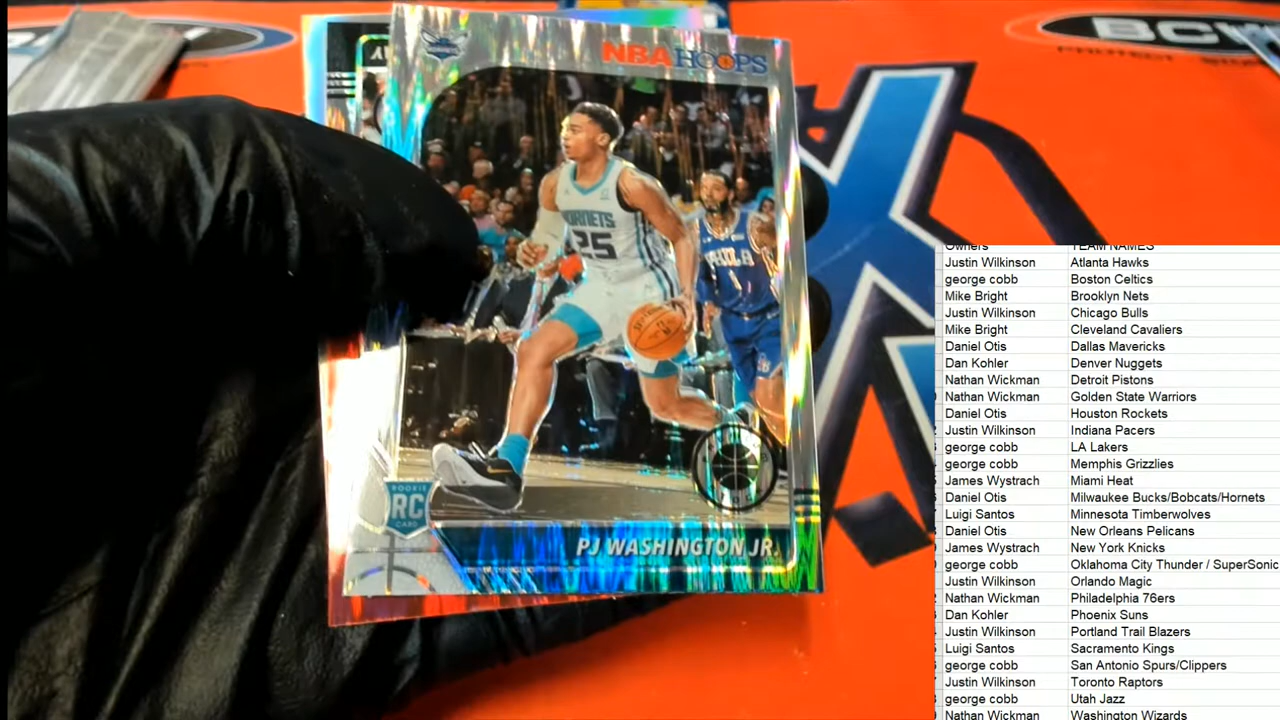 BCW
NBA HOOPS
HORNETS
25
PHILA
1
ROOKIE
RC
CARD
PJ WASHINGTON JR.
Owners TEAM NAMES
Justin Wilkinson Atlanta Hawks
george cobb Boston Celtics
Mike Bright Brooklyn Nets
Justin Wilkinson Chicago Bulls
Mike Bright Cleveland Cavaliers
Daniel Otis Dallas Mavericks
Dan Kohler Denver Nuggets
Nathan Wickman Detroit Pistons
Nathan Wickman Golden State Warriors
Daniel Otis Houston Rockets
Justin Wilkinson Indiana Pacers
george cobb LA Lakers
george cobb Memphis Grizzlies
James Wystrach Miami Heat
Daniel Otis Milwaukee Bucks/Bobcats/Hornets
Luigi Santos Minnesota Timberwolves
Daniel Otis New Orleans Pelicans
James Wystrach New York Knicks
george cobb Oklahoma City Thunder / SuperSonic
Justin Wilkinson Orlando Magic
Nathan Wickman Philadelphia 76ers
Dan Kohler Phoenix Suns
Justin Wilkinson Portland Trail Blazers
Luigi Santos Sacramento Kings
george cobb San Antonio Spurs/Clippers
Justin Wilkinson Toronto Raptors
george cobb Utah Jazz
Nathan Wickman Washington Wizards